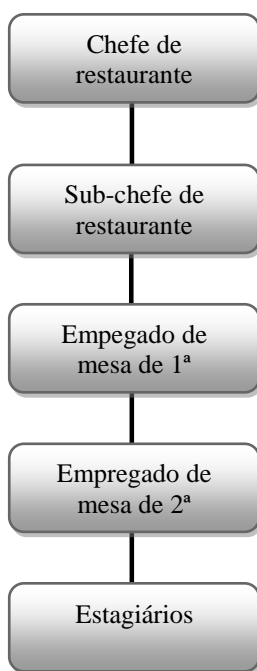 Chefe de
restaurante
Sub-chefe de
restaurante
Empegado de
mesa de 1ª
Empregado de
mesa de 2ª
Estagiários